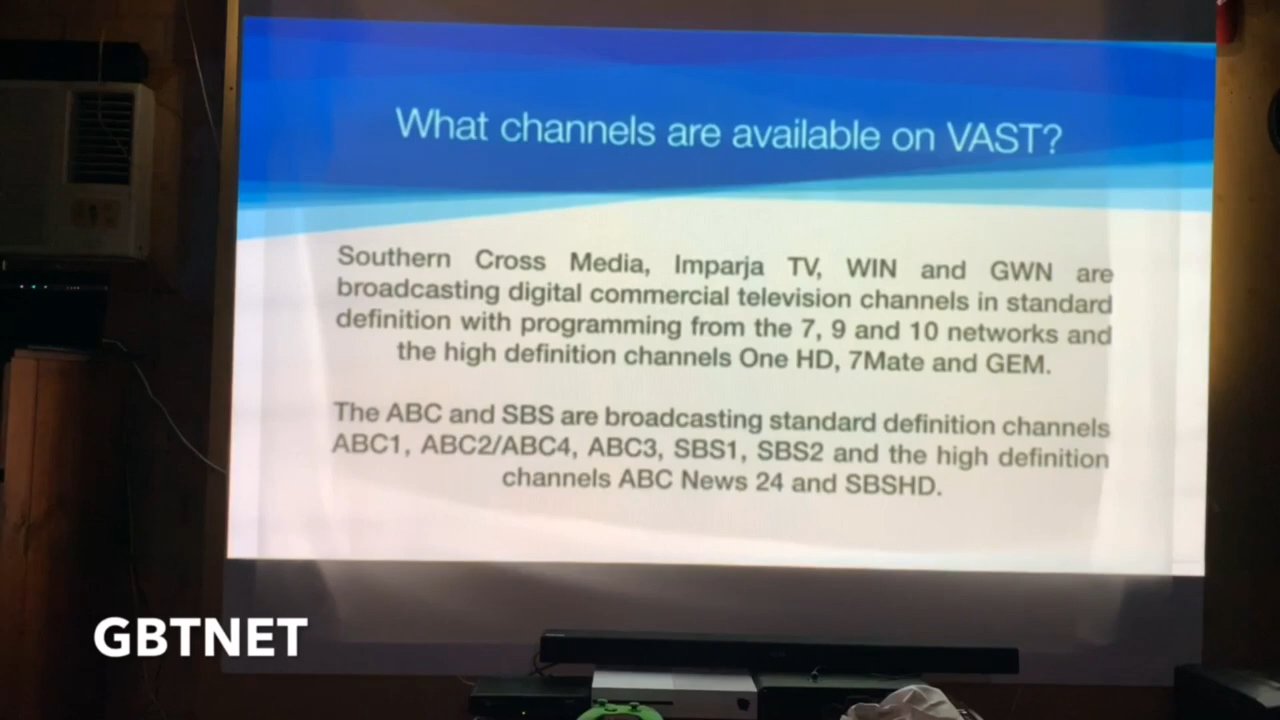 What channels are available on VAST?
Southern Cross Media, Imparja TV, WIN and GWN are
broadcasting digital commercial television channels in standard
definition with programming from the 7, 9 and 10 networks and
the high definition channels One HD, 7Mate and GEM.
The ABC and SBS are broadcasting standard definition channels
ABC1, ABC2/ABC4, ABC3, SBS1, SBS2 and the high definition
channels ABC News 24 and SBSHD.
GBTNET